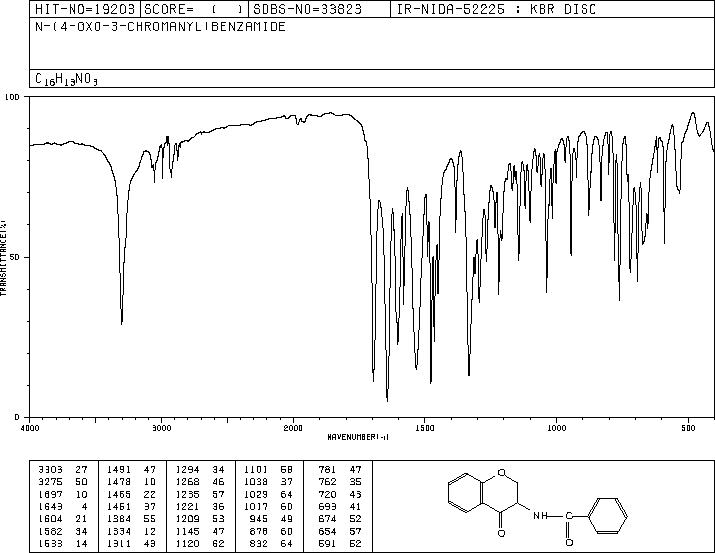 HIT-NO=19203 SCORE= ( ) SDBS-NO=33823 IR-NIDA-52225 : KBR DISC
N-(4-OXO-3-CHROMANYL)BENZAMIDE
C16H13NO3
100
50
0
TRANSMITTANCE(%)
4000 3000 2000 1500 1000 500
WAVENUMBER(-1)
3303 27 1491 47 1294 34 1101 58 781 47
3275 50 1478 10 1268 46 1038 37 762 35
1697 10 1465 22 1235 57 1029 64 720 43
1643 4 1451 37 1221 36 1017 60 693 41
1604 21 1384 55 1209 53 945 49 674 52
1582 34 1334 12 1145 47 878 60 654 57
1533 14 1311 43 1120 62 832 64 591 52
O
O
NH
C
O